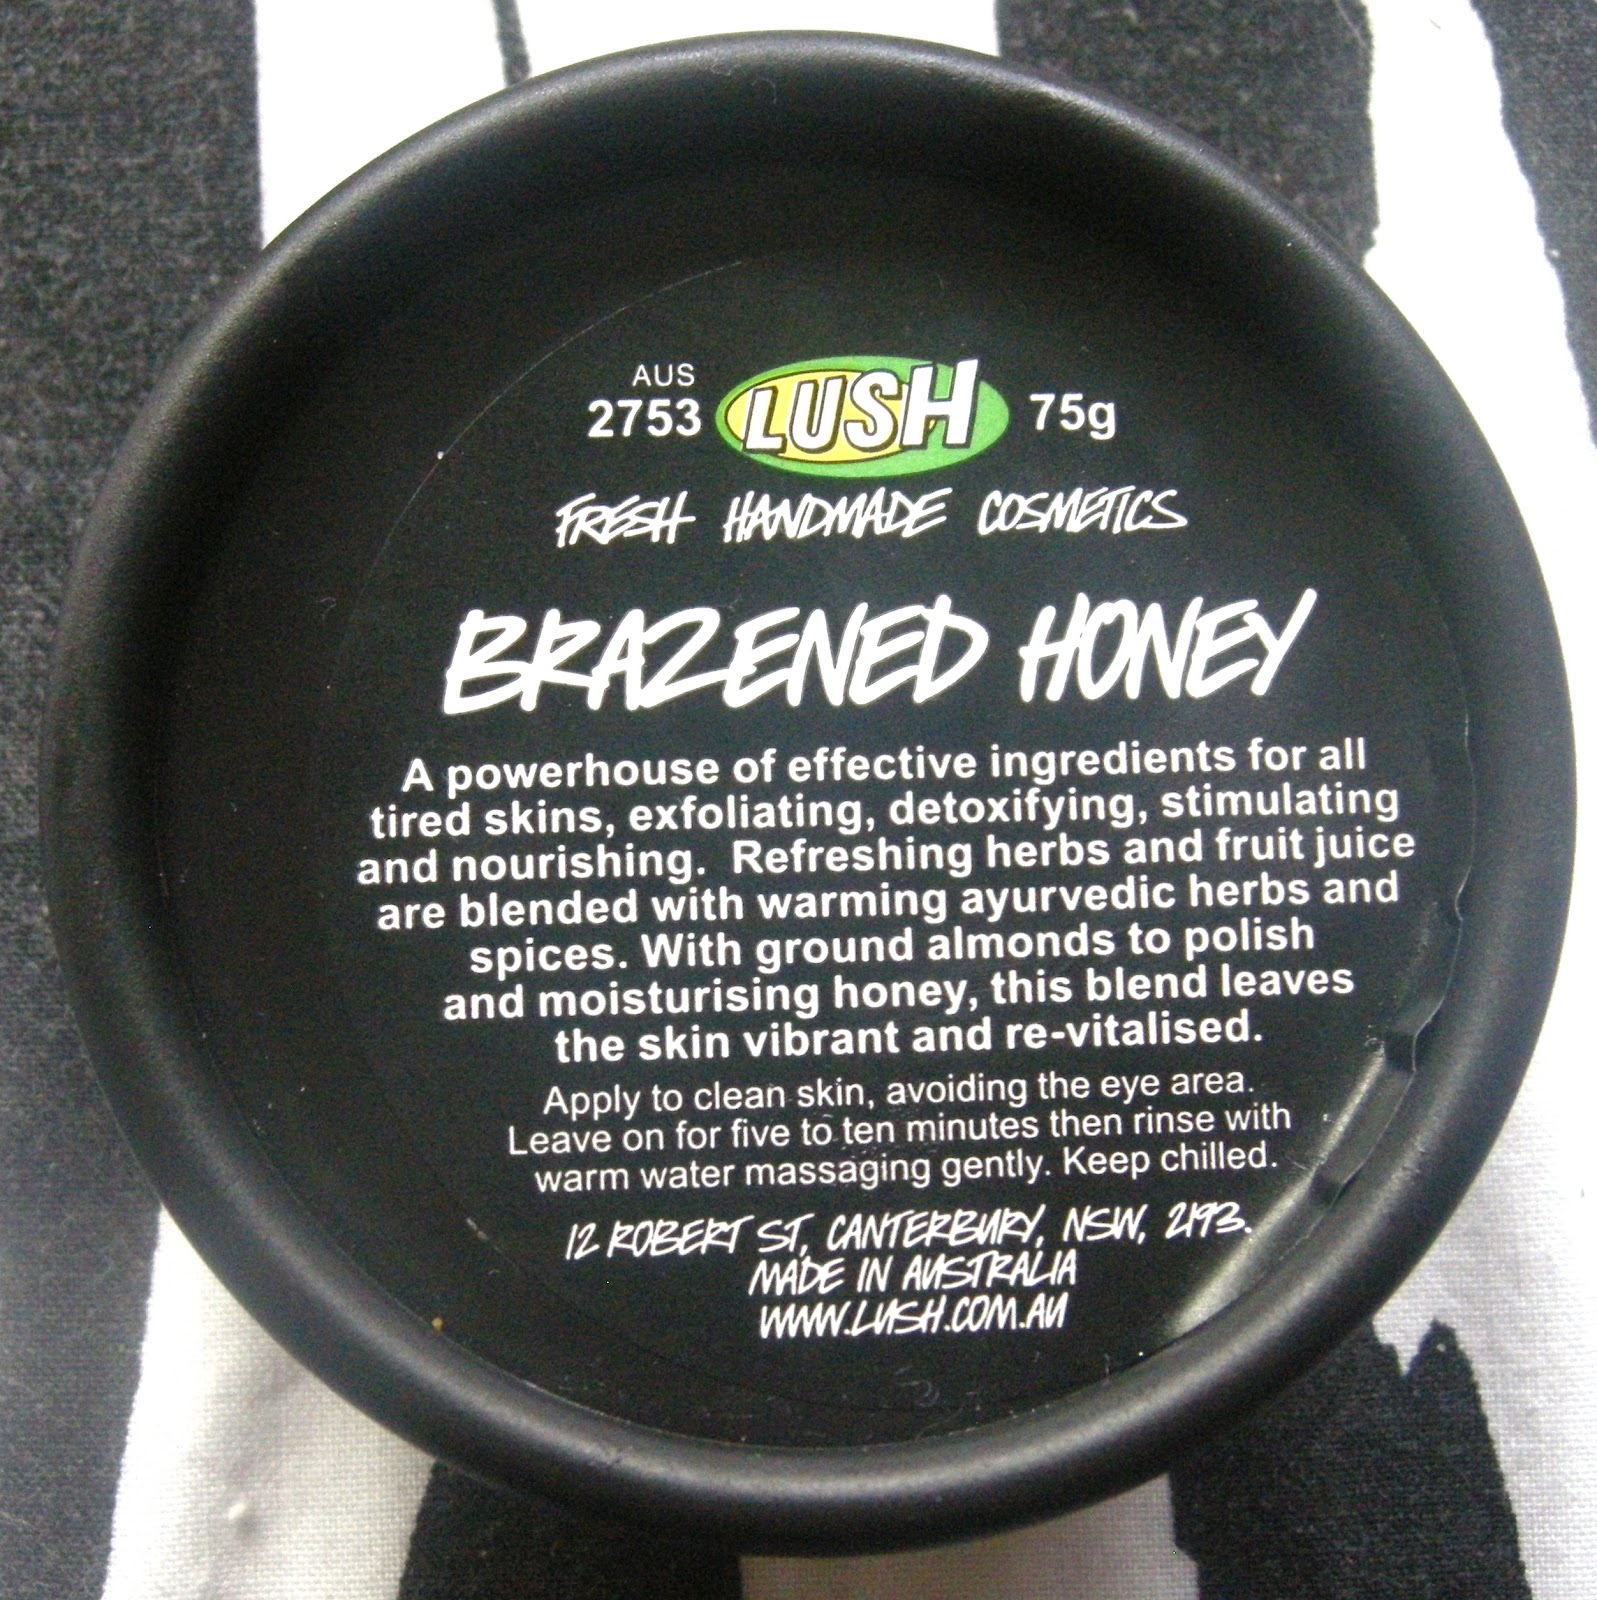 AUS
2753 LUSH 75g
FRESH HANDMADE COSMETICS
BRAZENED HONEY
A powerhouse of effective ingredients for all
tired skins, exfoliating, detoxifying, stimulating
and nourishing. Refreshing herbs and fruit juice
are blended with warming ayurvedic herbs and
spices. With ground almonds to polish
and moisturising honey, this blend leaves
the skin vibrant and re-vitalised.
Apply to clean skin, avoiding the eye area.
Leave on for five to ten minutes then rinse with
warm water massaging gently. Keep chilled.
12 ROBERT ST, CANTERBURY, NSW, 2193.
MADE IN AUSTRALIA
WWW.LUSH.COM.AU